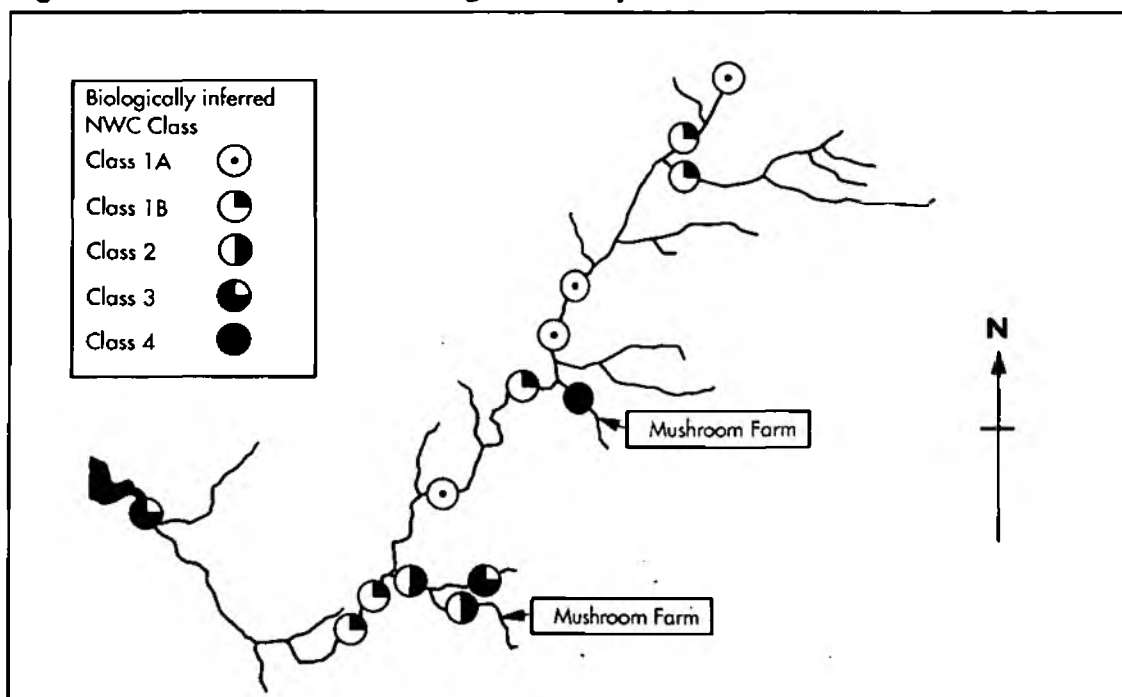 Biologically inferred
NWC Class
Class 1A
Class 1B
Class 2
Class 3
Class 4
N
Mushroom Farm
Mushroom Farm